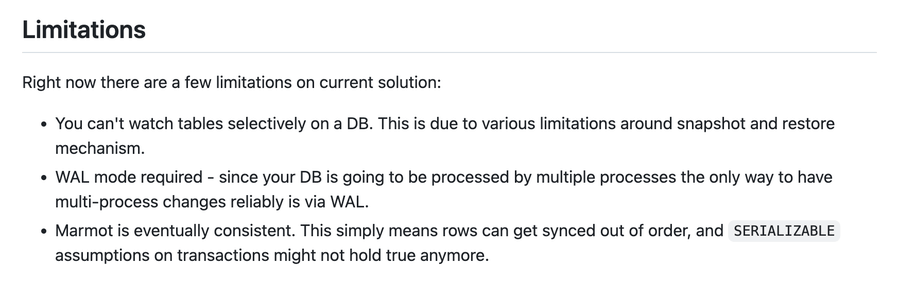 Limitations
Right now there are a few limitations on current solution:
• You can't watch tables selectively on a DB. This is due to various limitations around snapshot and restore
mechanism.
• WAL mode required - since your DB is going to be processed by multiple processes the only way to have
multi-process changes reliably is via WAL.
• Marmot is eventually consistent. This simply means rows can get synced out of order, and SERIALIZABLE
assumptions on transactions might not hold true anymore.